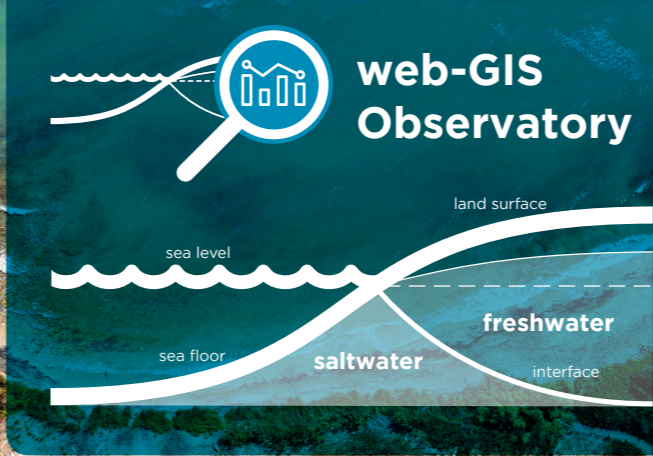 web-GIS
Observatory
land surface
sea level
freshwater
sea floor
saltwater
interface